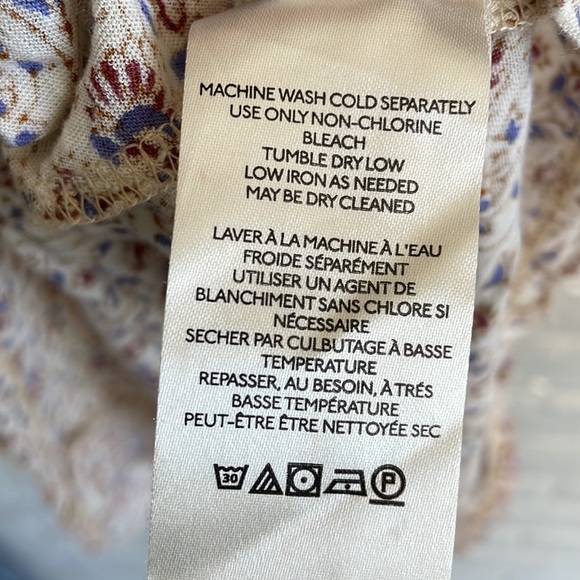 MACHINE WASH COLD SEPARATELY
USE ONLY NON-CHLORINE
BLEACH
TUMBLE DRY LOW
LOW IRON AS NEEDED
MAY BE DRY CLEANED
LAVER À LA MACHINE À L'EAU
FROIDE SÉPARÉMENT
UTILISER UN AGENT DE
BLANCHIMENT SANS CHLORE SI
NÉCESSAIRE
SECHER PAR CULBUTAGE À BASSE
TEMPERATURE
REPASSER, AU BESOIN, À TRÉS
BASSE TEMPÉRATURE
PEUT-ÊTRE ÊTRE NETTOYÉE SEC
30 P